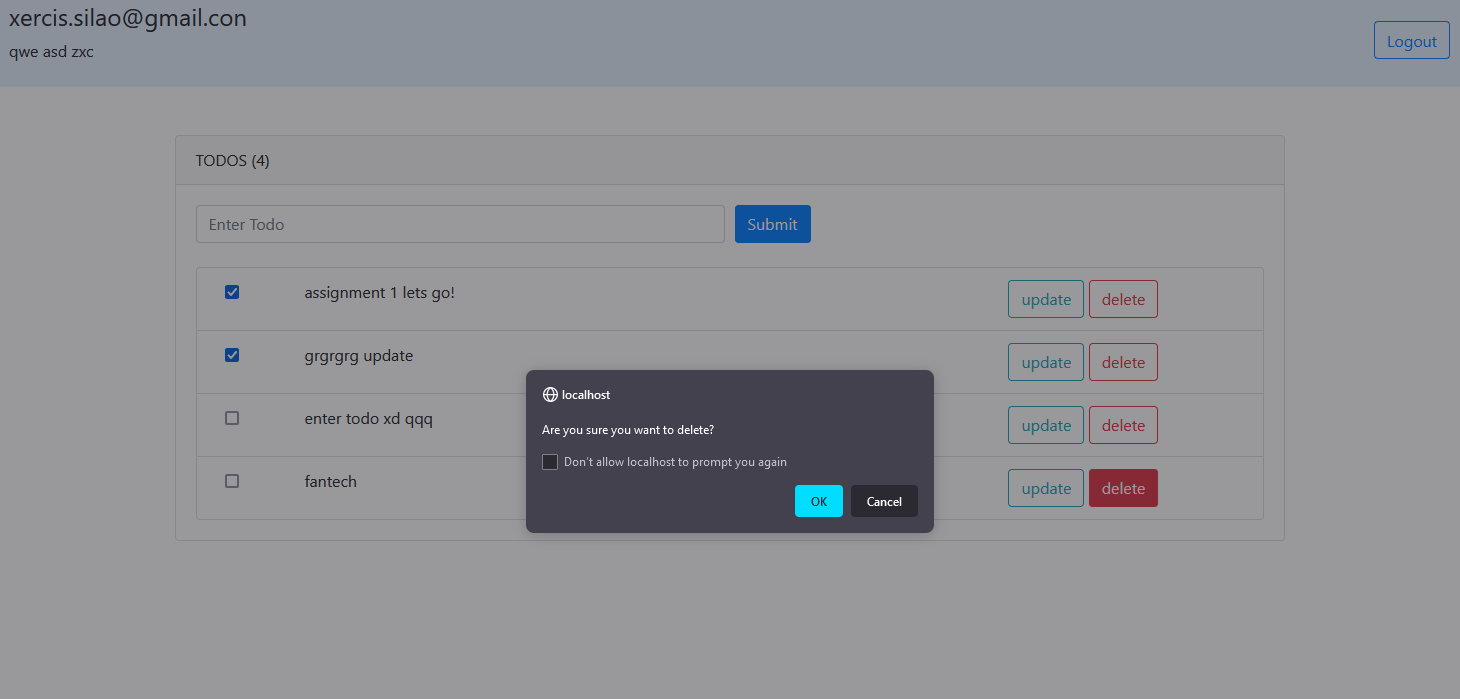 xercis.silao@gmail.con
qwe asd zxc
Logout
TODOS (4)
Enter Todo
Submit
assignment 1 lets go!
update
delete
grgrgrg update
update
delete
enter todo xd qqq
update
delete
fantech
update
delete
localhost
Are you sure you want to delete?
Don't allow localhost to prompt you again
OK
Cancel